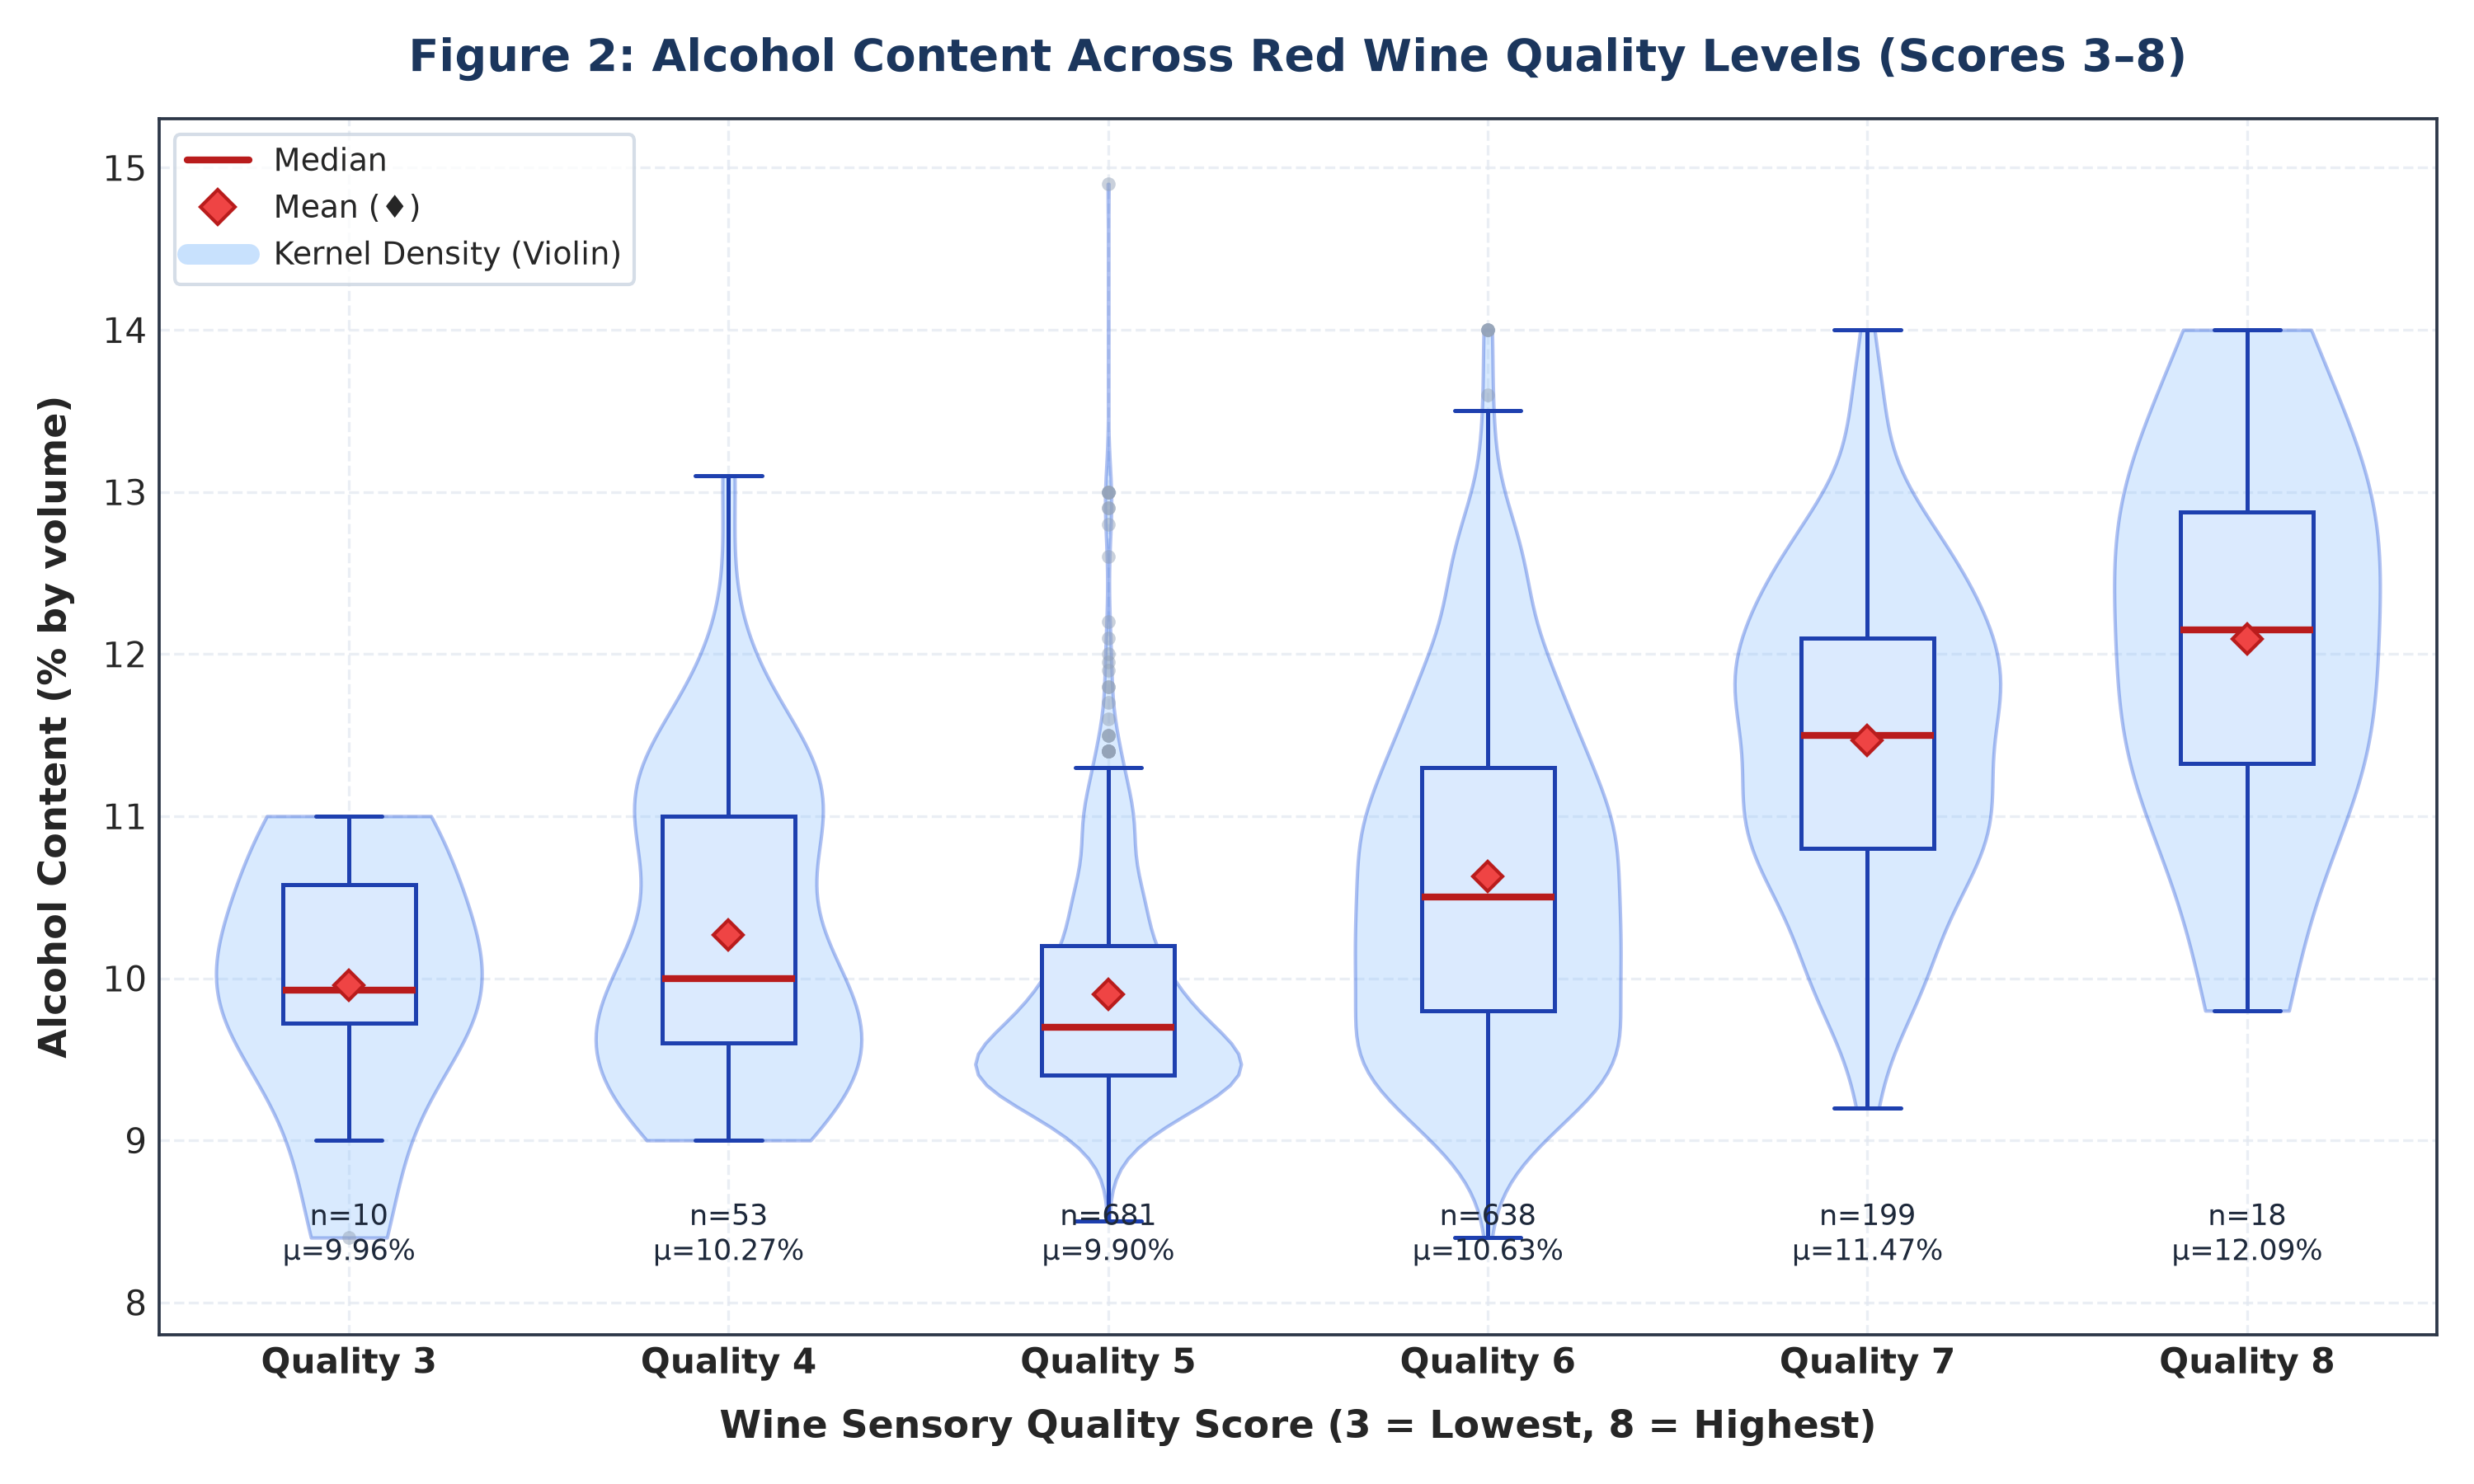 Figure 2: Alcohol Content Across Red Wine Quality Levels (Scores 3–8)
Median
Mean (♦)
Kernel Density (Violin)
Alcohol Content (% by volume)
15
14
13
12
11
10
9
8
n=10
μ=9.96%
n=53
μ=10.27%
n=681
μ=9.90%
n=638
μ=10.63%
n=199
μ=11.47%
n=18
μ=12.09%
Quality 3
Quality 4
Quality 5
Quality 6
Quality 7
Quality 8
Wine Sensory Quality Score (3 = Lowest, 8 = Highest)